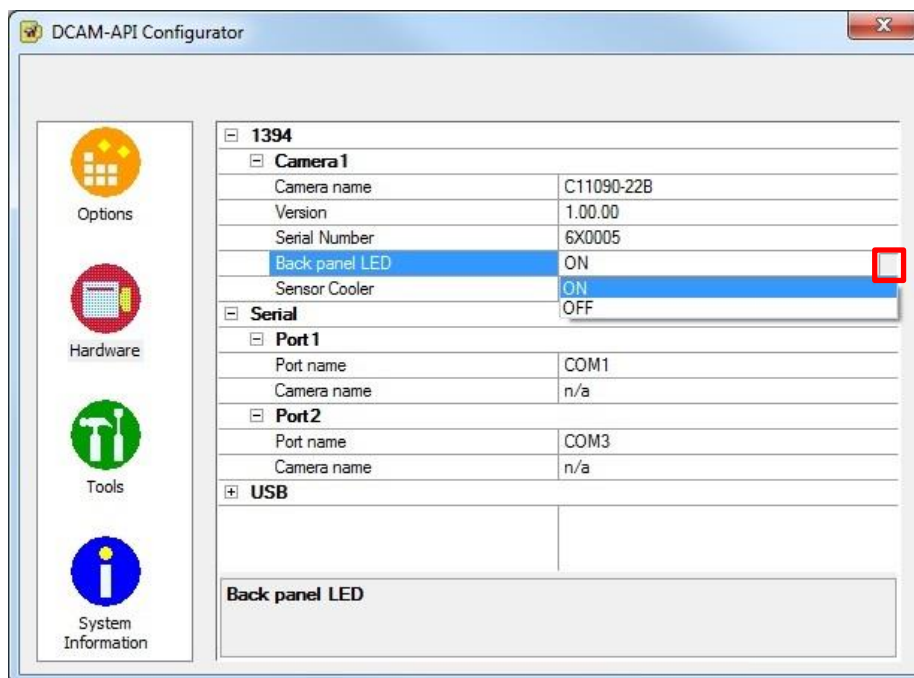 DCAM-API Configurator
Options
Hardware
Tools
System
Information
1394
Camera1
Camera name C11090-22B
Version 1.00.00
Serial Number 6X0005
Back panel LED ON
Sensor Cooler ON
OFF
Serial
Port1
Port name COM1
Camera name n/a
Port2
Port name COM3
Camera name n/a
USB
Back panel LED